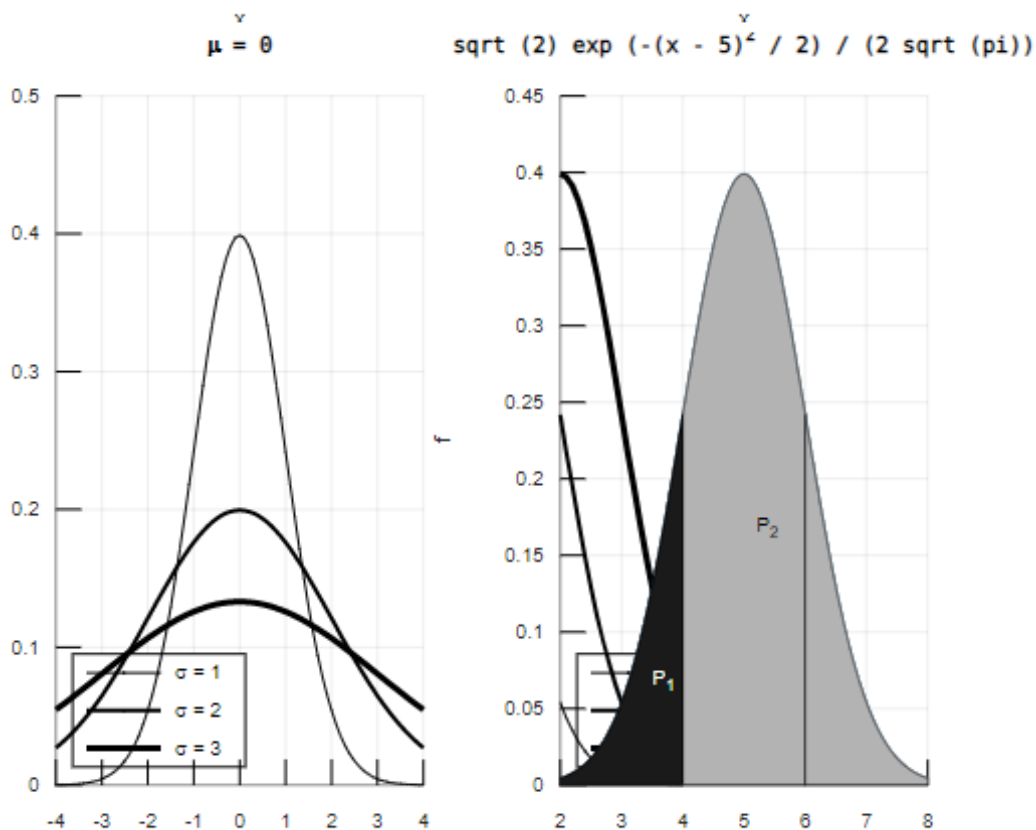 μ = 0
sqrt (2) exp (-(x - 5)² / 2) / (2 sqrt (pi))
0.5
0.4
0.3
0.2
0.1
0
-4 -3 -2 -1 0 1 2 3 4
σ = 1
σ = 2
σ = 3
f
0.45
0.4
0.35
0.3
0.25
0.2
0.15
0.1
0.05
0
2 3 4 5 6 7 8
P₁
P₂